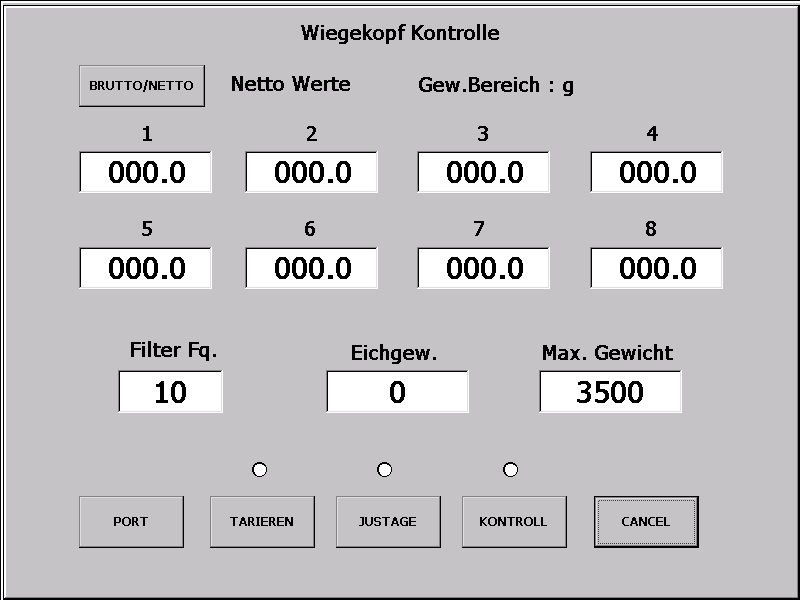 Wiegekopf Kontrolle
BRUTTO/NETTO Netto Werte Gew.Bereich : g
1 2 3 4
000.0 000.0 000.0 000.0
5 6 7 8
000.0 000.0 000.0 000.0
Filter Fq. Eichgew. Max. Gewicht
10 0 3500
PORT TARIEREN JUSTAGE KONTROLL CANCEL